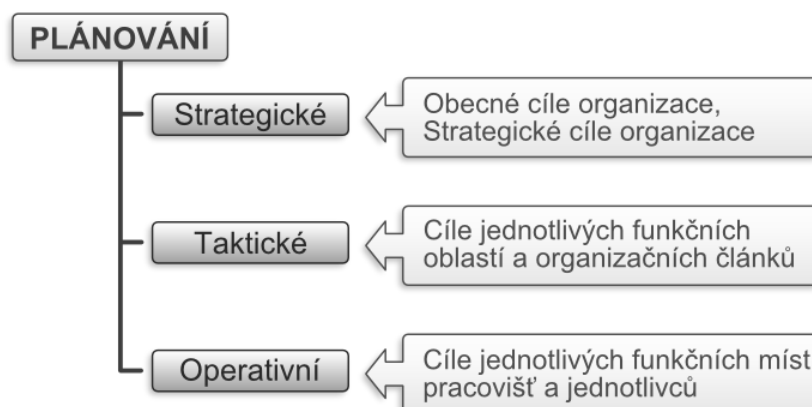 PLÁNOVÁNÍ
Strategické
Obecné cíle organizace,
Strategické cíle organizace
Taktické
Cíle jednotlivých funkčních
oblastí a organizačních článků
Operativní
Cíle jednotlivých funkčních míst
pracovišť a jednotlivců